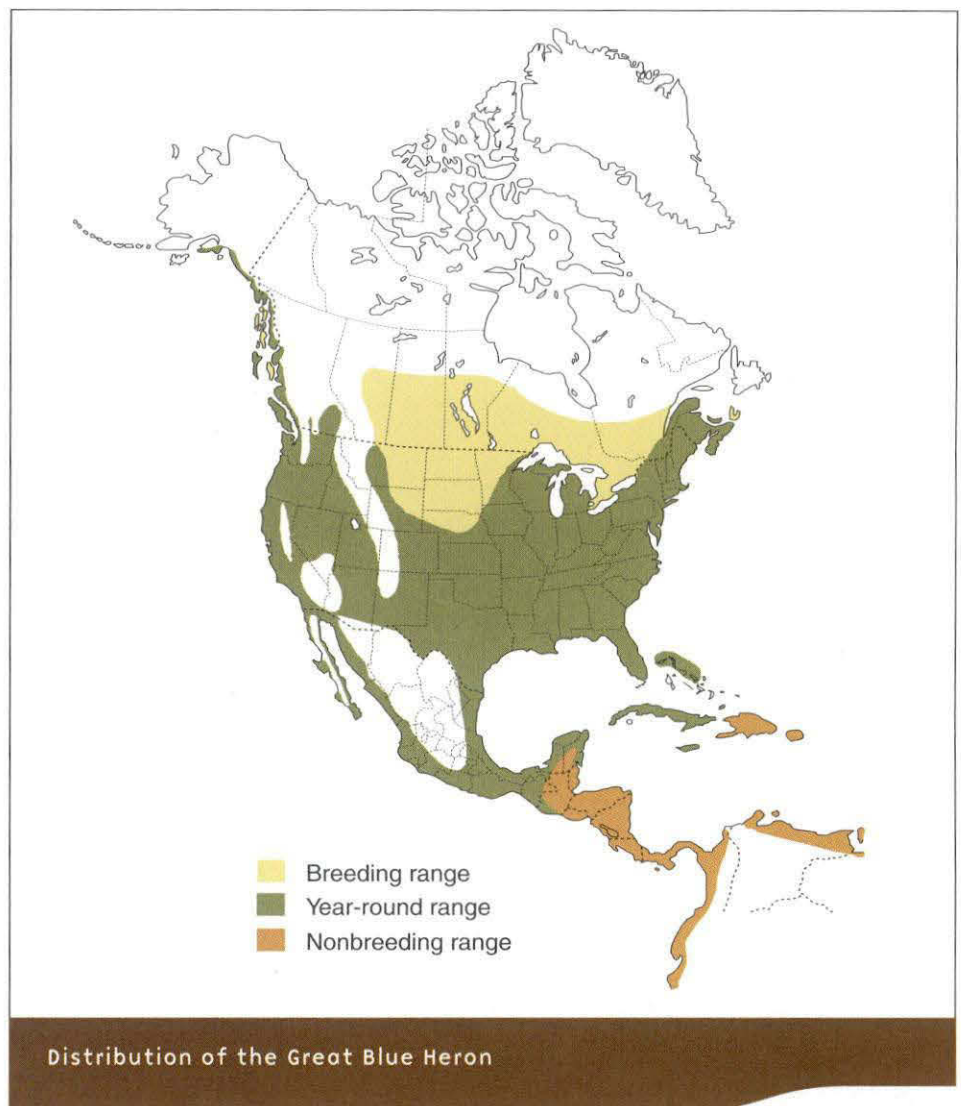 Breeding range
Year-round range
Nonbreeding range
Distribution of the Great Blue Heron